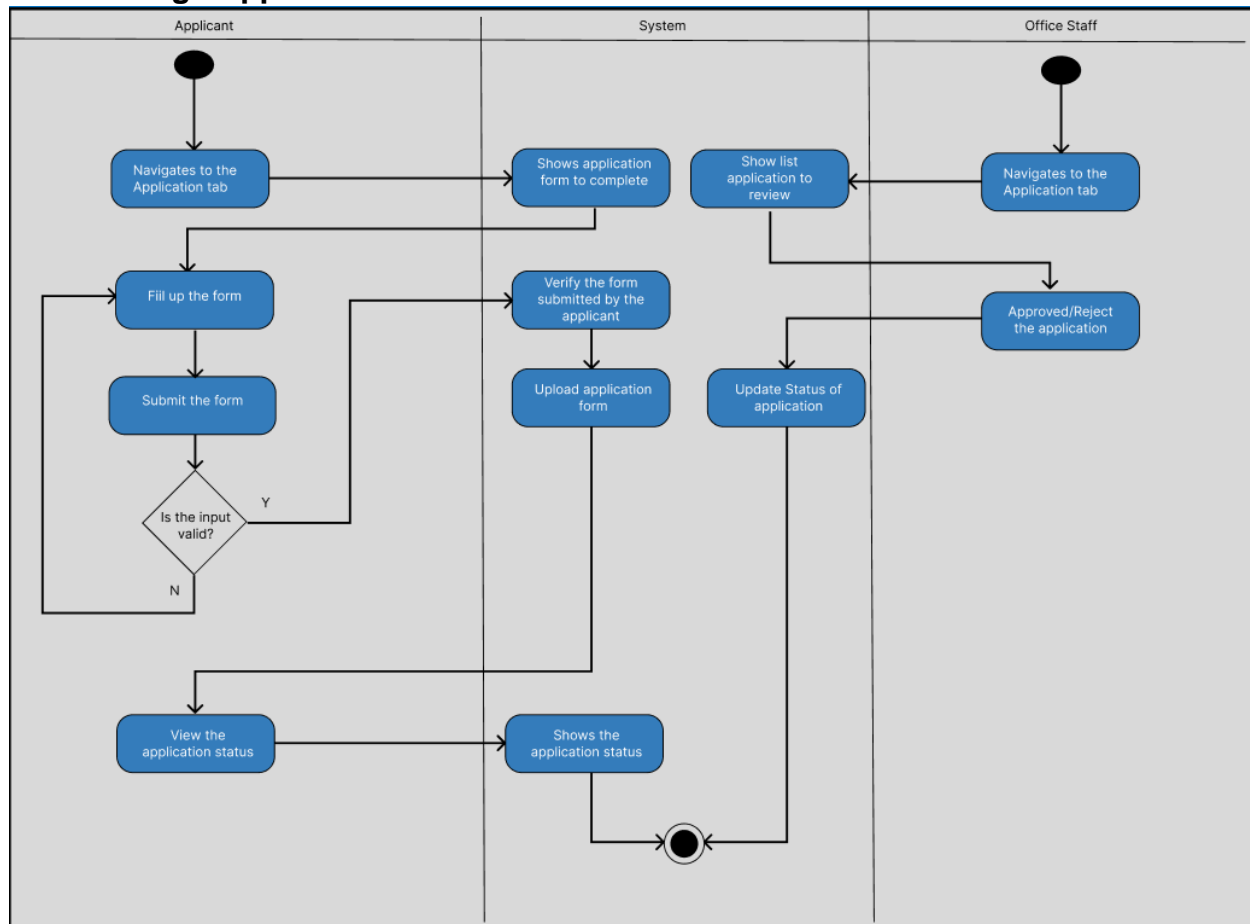 Applicant
System
Office Staff
Navigates to the
Application tab
Shows application
form to complete
Show list
application to
review
Navigates to the
Application tab
Fiil up the form
Verify the form
submitted by the
applicant
Approved/Reject
the application
Submit the form
Upload application
form
Update Status of
application
Is the input
valid?
Y
N
View the
application status
Shows the
application status